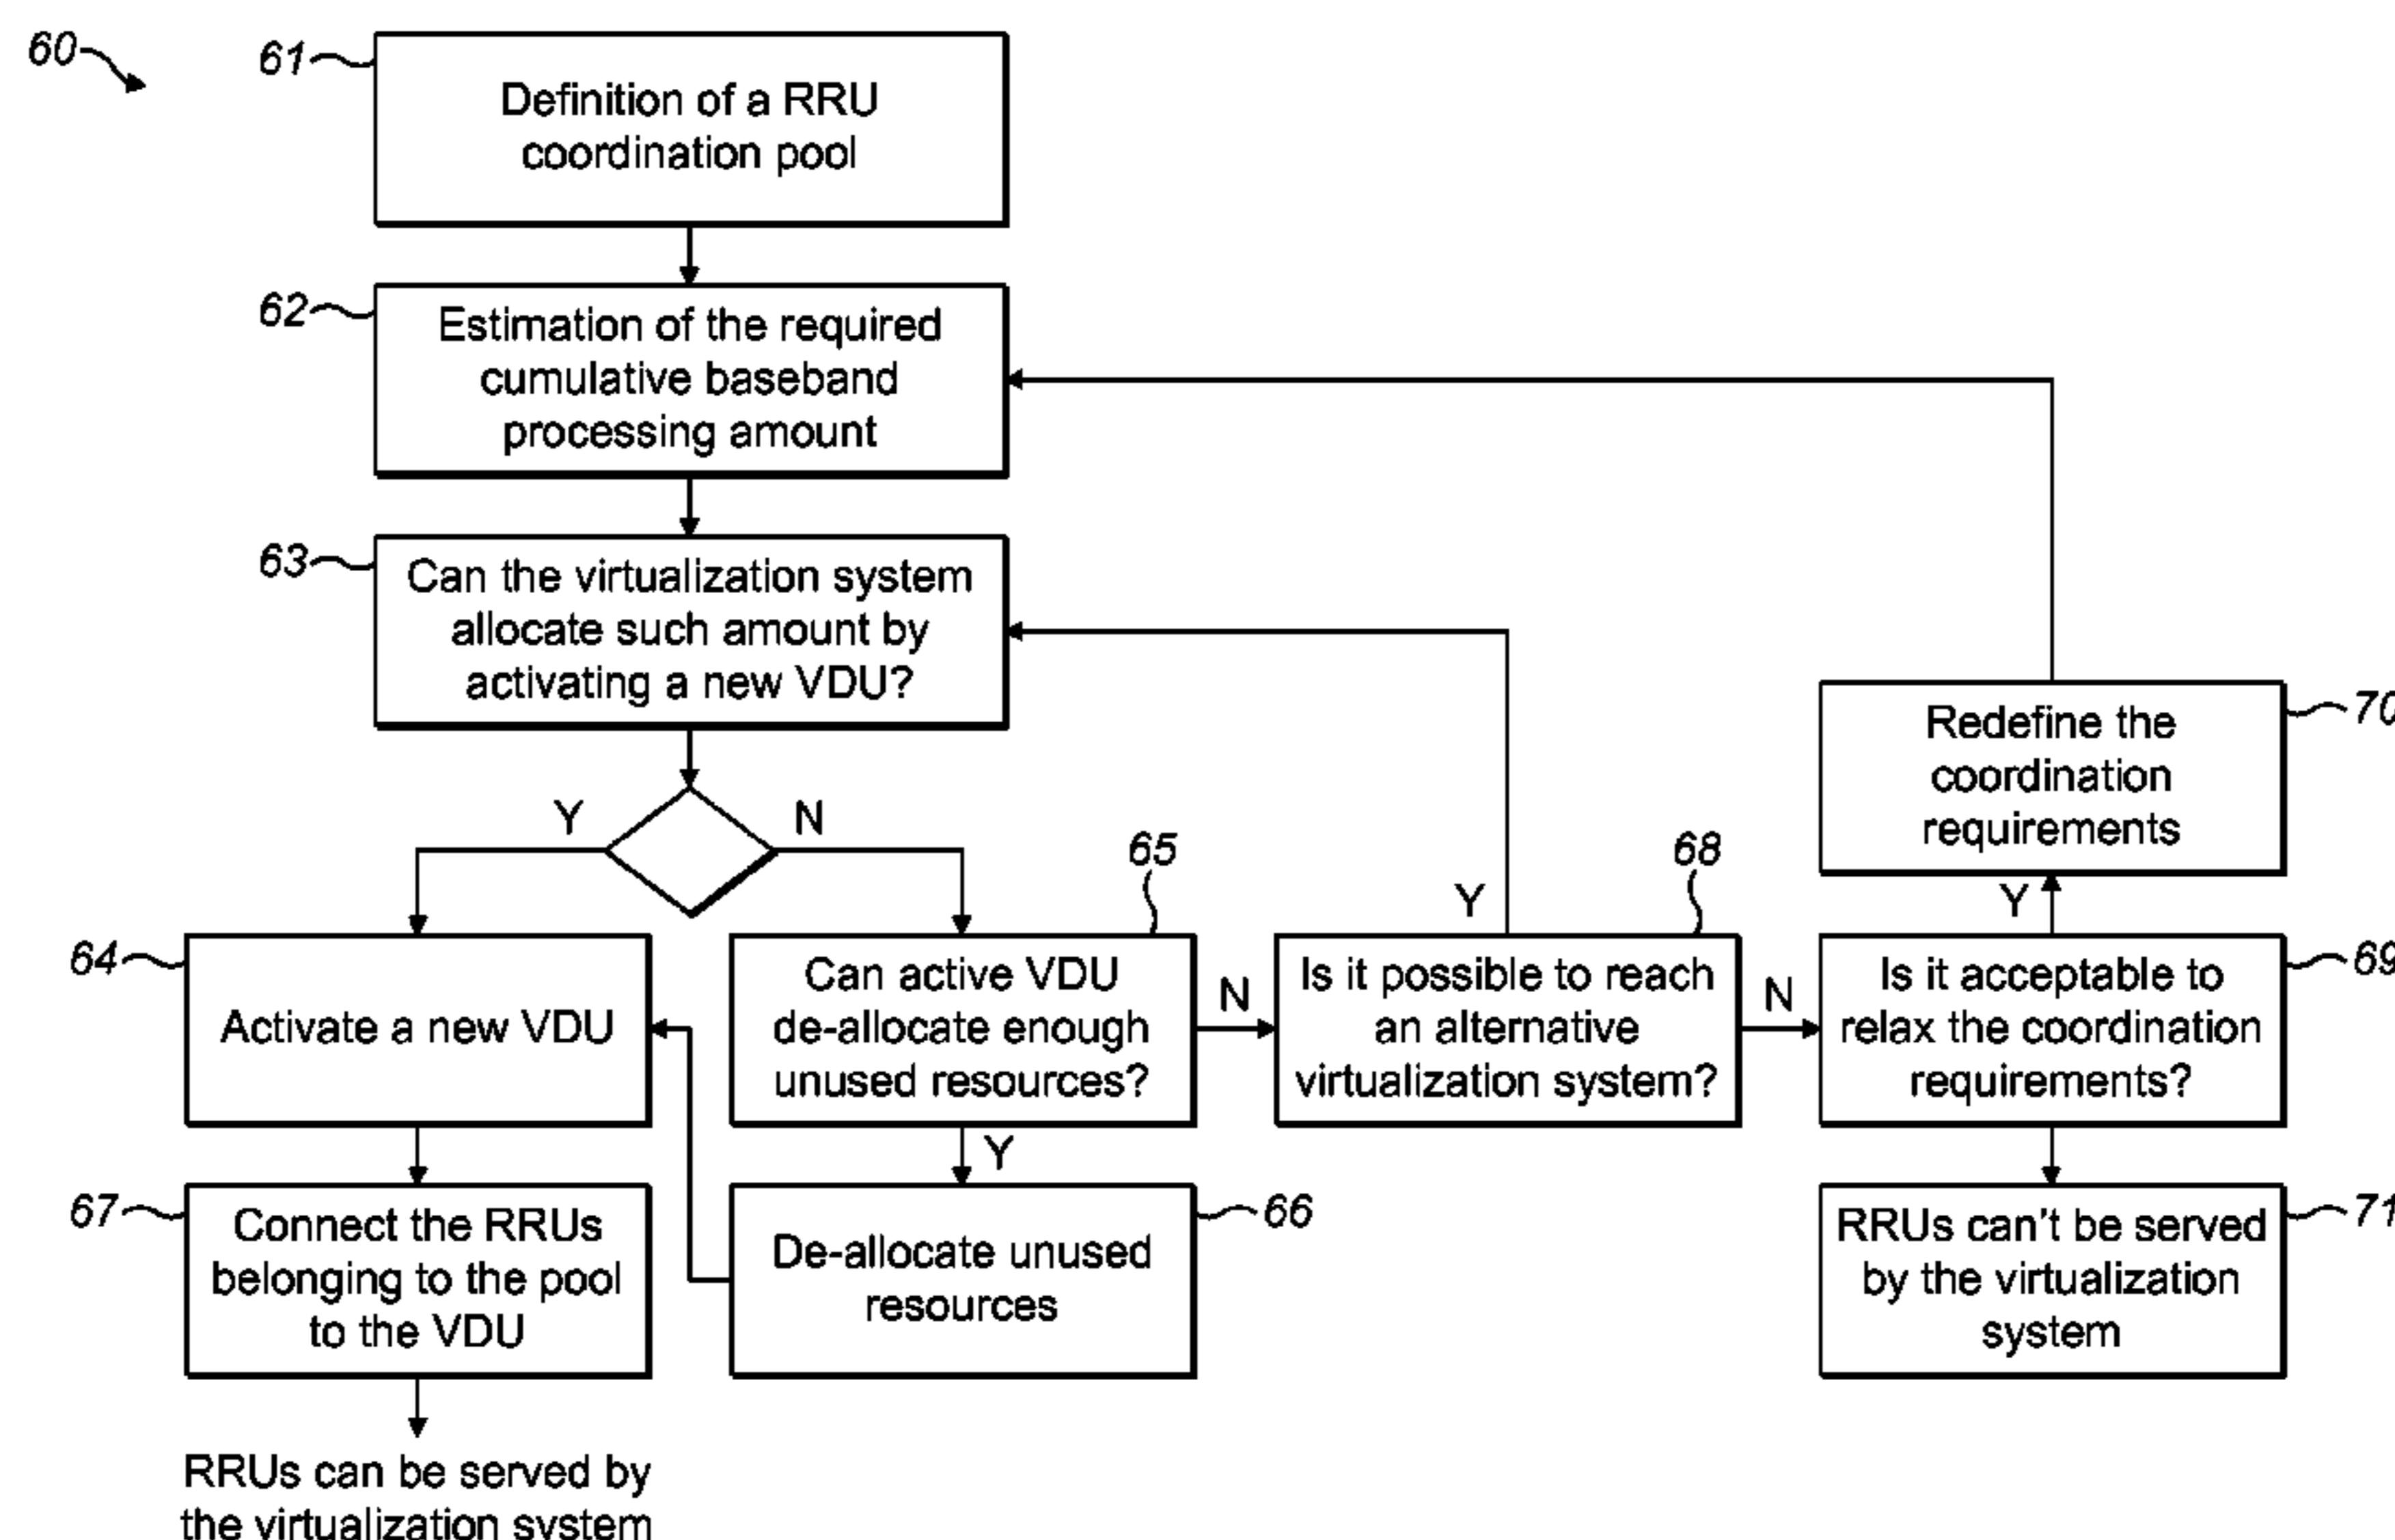 60
61
Definition of a RRU
coordination pool
62
Estimation of the required
cumulative baseband
processing amount
63
Can the virtualization system
allocate such amount by
activating a new VDU?
Y
N
64
Activate a new VDU
65
Can active VDU
de-allocate enough
unused resources?
N
Y
68
Is it possible to reach
an alternative
virtualization system?
Y
N
69
Is it acceptable to
relax the coordination
requirements?
Y
70
Redefine the
coordination
requirements
67
Connect the RRUs
belonging to the pool
to the VDU
66
De-allocate unused
resources
71
RRUs can't be served
by the virtualization
system
RRUs can be served by
the virtualization system